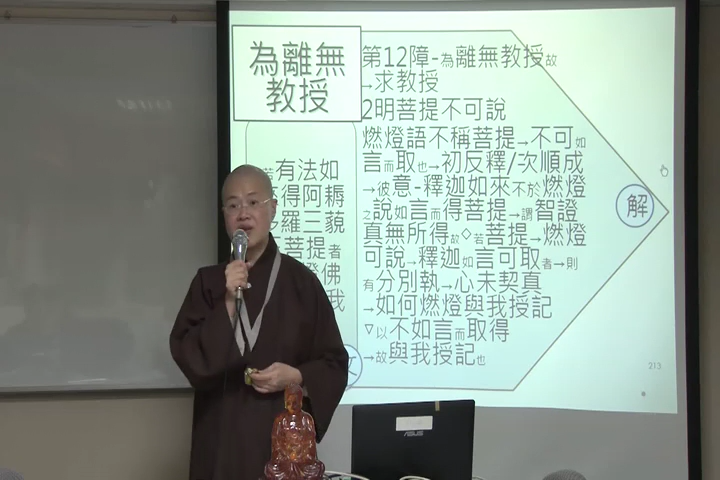 為離無
教授
第12障-為離無教授故
→求教授
2明菩提不可說
燃燈語不稱菩提→不可如
言而取也→初反釋/次順成
→彼意-釋迦如來不於燃燈
之說如言而得菩提→謂智證
真無所得故◇若菩提→燃燈
可說→釋迦如言可取者→則
有分別執→心未契真
→如何燃燈與我授記
▽以不如言而取得
→故與我授記也
若有法如
得阿耨
羅三藐
菩提者
燈佛
我
文
解
213
ASUS